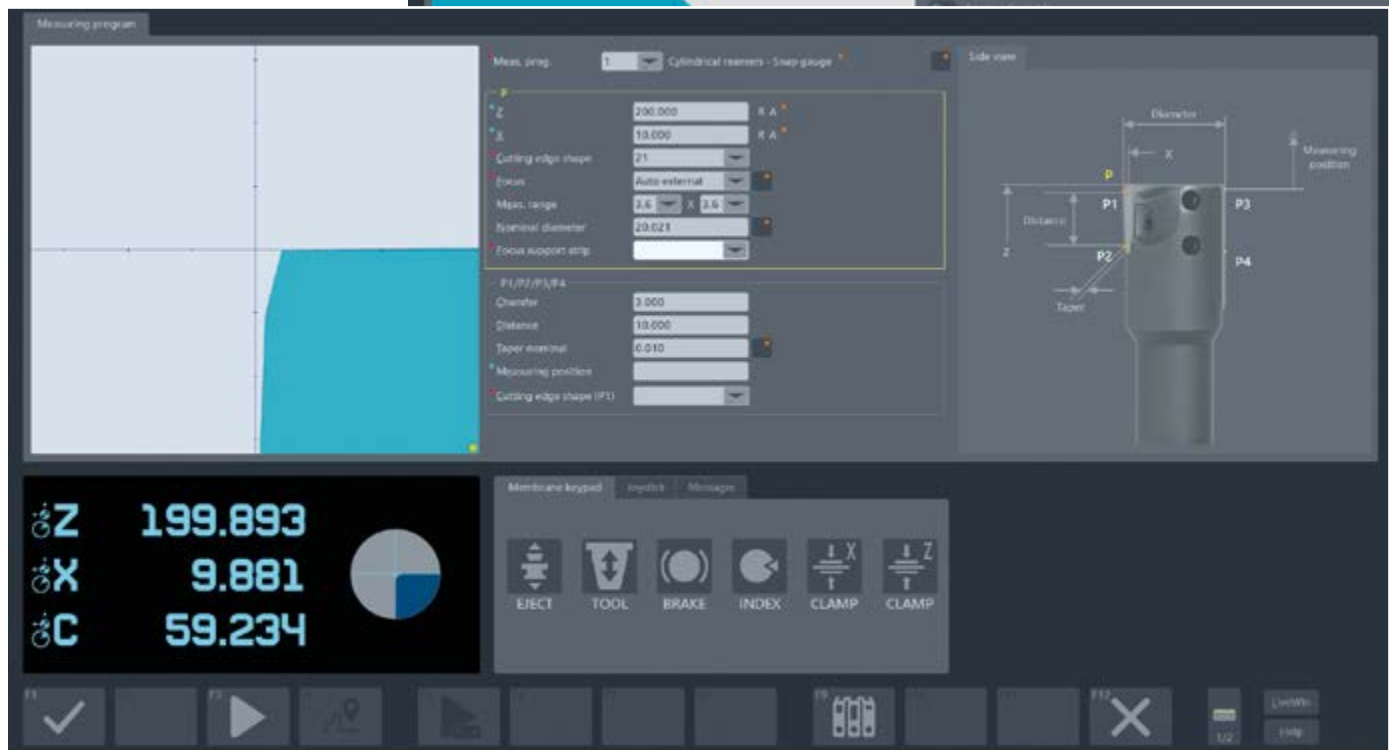 Measuring program
Meas. prog. 1 Cylindrical reamers - Snap gauge
Side view
P
Z 200.000 R A
X 10.000 R A
Cutting edge shape 21
Focus Auto external
Meas. range 3.6 X 3.6
Nominal diameter 20.021
Focus support strip
P1/P2/P3/P4
Chamfer 3.000
Distance 10.000
Taper nominal 0.010
Measuring position
Cutting edge shape (P1)
Diameter
X
Measuring
position
P
P1
P3
Distance
Z
P2
P4
Taper
Z 199.893
X 9.881
C 59.234
Membrane keypad Joystick Messages
EJECT TOOL BRAKE INDEX X CLAMP Z CLAMP
F1 F3 F9 F12
1/2
LiveWin
Help